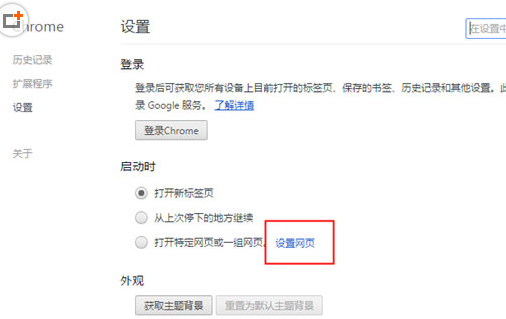 Chrome
设置
在设置中
历史记录
扩展程序
设置
关于
登录
登录后可获取您所有设备上目前打开的标签页、保存的书签、历史记录和其他设置。此
录 Google 服务。 了解详情
登录Chrome
启动时
打开新标签页
从上次停下的地方继续
打开特定网页或一组网页。 设置网页
外观
获取主题背景 重置为默认主题背景